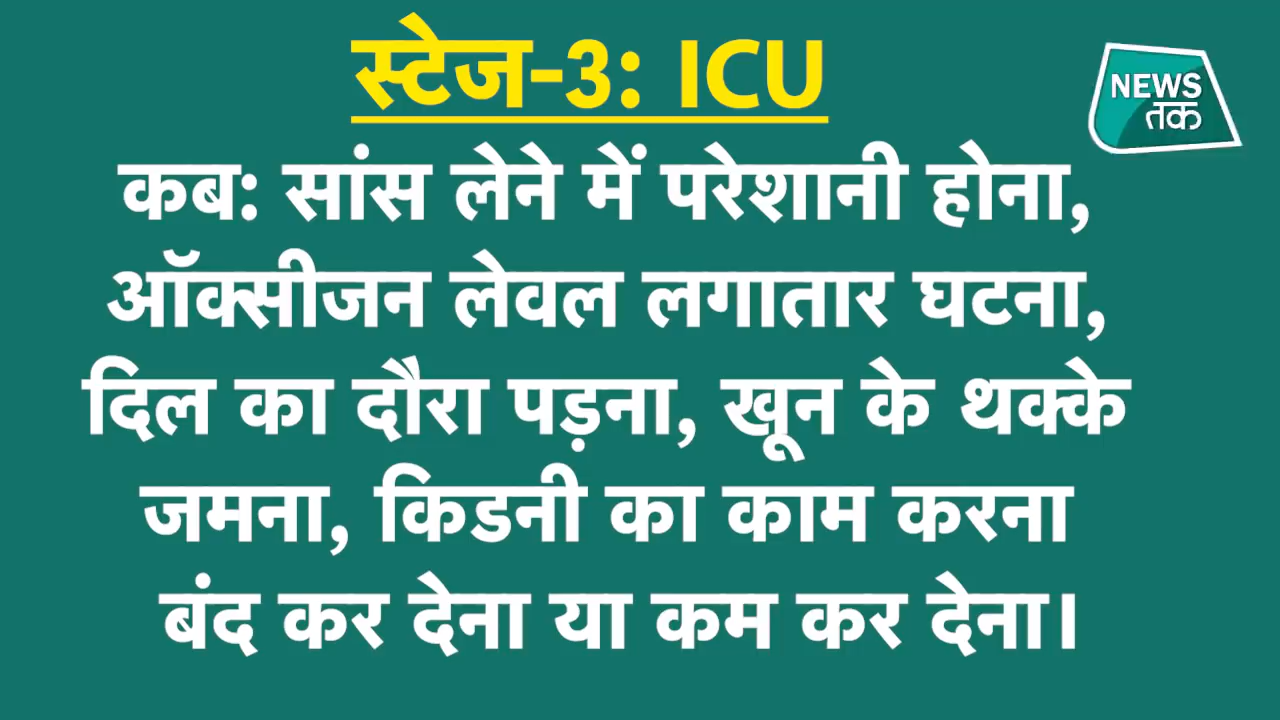 स्टेज-3: ICU
NEWS
तक
कब: सांस लेने में परेशानी होना,
ऑक्सीजन लेवल लगातार घटना,
दिल का दौरा पड़ना, खून के थक्के
जमना, किडनी का काम करना
बंद कर देना या कम कर देना।